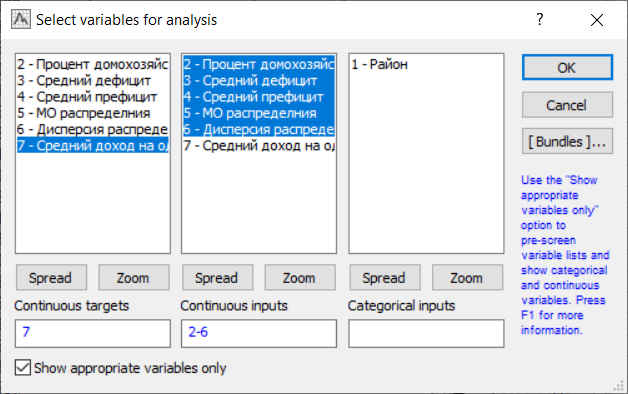 Select variables for analysis
?
2 - Процент домохозяйс
3 - Средний дефицит
4 - Средний префицит
5 - МО распределния
6 - Дисперсия распреде
7 - Средний доход на од
2 - Процент домохозяйс
3 - Средний дефицит
4 - Средний префицит
5 - МО распределния
6 - Дисперсия распреде
7 - Средний доход на од
1 - Район
OK
Cancel
[ Bundles ]...
Use the "Show
appropriate
variables only"
option to
pre-screen
variable lists and
show categorical
and continuous
variables. Press
F1 for more
information.
Spread
Zoom
Spread
Zoom
Spread
Zoom
Continuous targets
Continuous inputs
Categorical inputs
7
2-6
Show appropriate variables only